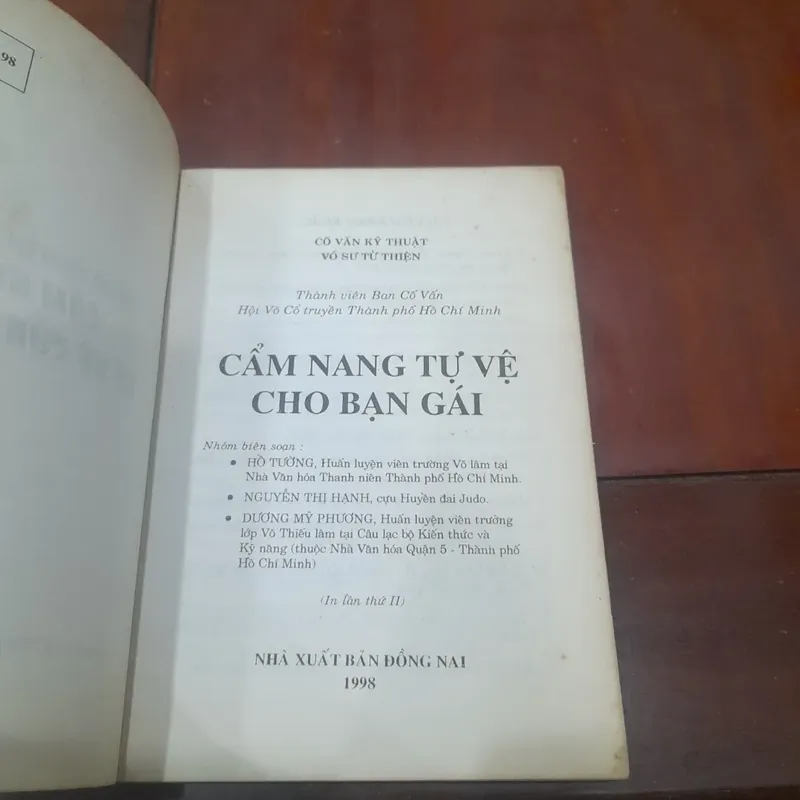 98
CỐ VẤN KỸ THUẬT
VÕ SƯ TỪ THIỆN
Thành viên Ban Cố Vấn
Hội Võ Cổ truyền Thành phố Hồ Chí Minh
CẨM NANG TỰ VỆ
CHO BẠN GÁI
Nhóm biên soạn :
• HỒ TƯỜNG, Huấn luyện viên trường Võ lâm tại
Nhà Văn hóa Thanh niên Thành phố Hồ Chí Minh.
• NGUYỄN THỊ HẠNH, cựu Huyền đai Judo.
• DƯƠNG MỸ PHƯƠNG, Huấn luyện viên trưởng
lớp Võ Thiếu lâm tại Câu lạc bộ Kiến thức và
Kỹ năng (thuộc Nhà Văn hóa Quận 5 - Thành phố
Hồ Chí Minh)
(In lần thứ II)
NHÀ XUẤT BẢN ĐỒNG NAI
1998